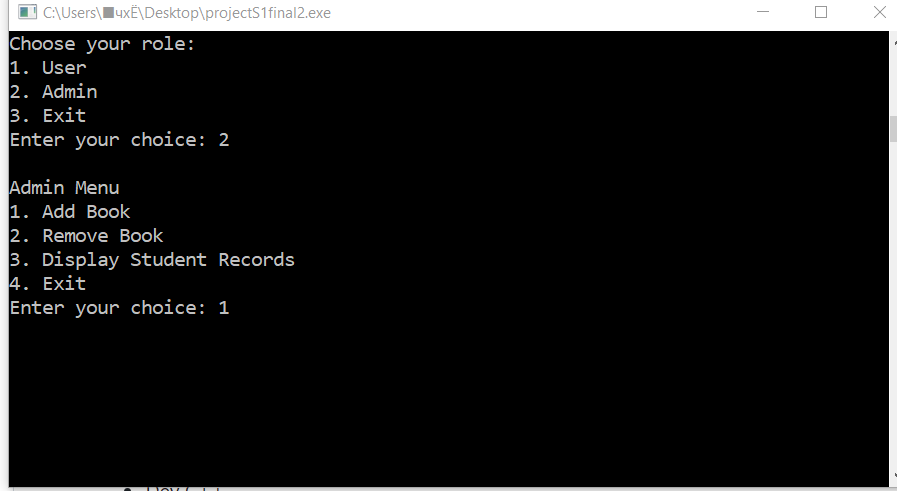 C:\Users\■чхЁ\Desktop\projectS1final2.exe
Choose your role:
1. User
2. Admin
3. Exit
Enter your choice: 2
Admin Menu
1. Add Book
2. Remove Book
3. Display Student Records
4. Exit
Enter your choice: 1